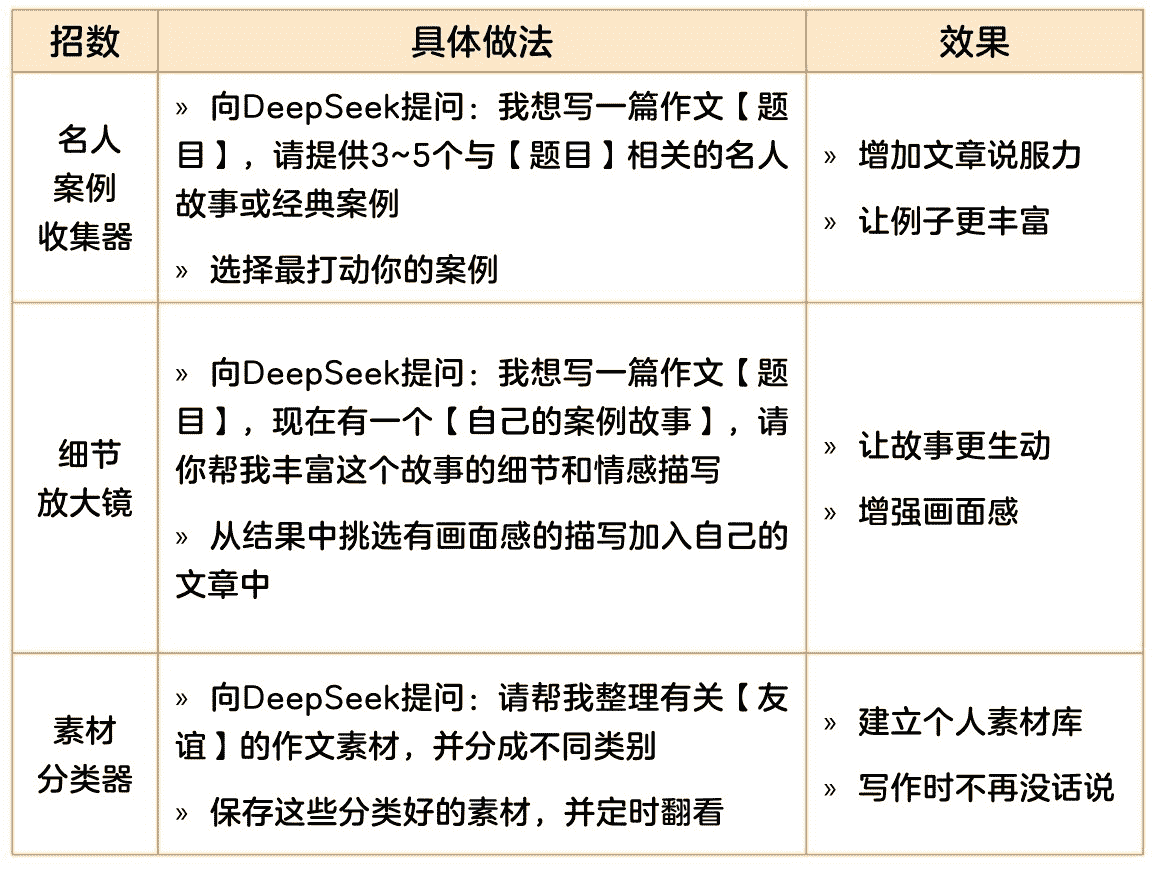 招数
具体做法
效果
名人
案例
收集器
» 向DeepSeek提问：我想写一篇作文【题
目】，请提供3~5个与【题目】相关的名人
故事或经典案例
» 选择最打动你的案例
» 增加文章说服力
» 让例子更丰富
细节
放大镜
» 向DeepSeek提问：我想写一篇作文【题
目】，现在有一个【自己的案例故事】，请
你帮我丰富这个故事的细节和情感描写
» 从结果中挑选有画面感的描写加入自己的
文章中
» 让故事更生动
» 增强画面感
素材
分类器
» 向DeepSeek提问：请帮我整理有关【友
谊】的作文素材，并分成不同类别
» 保存这些分类好的素材，并定时翻看
» 建立个人素材库
» 写作时不再没话说